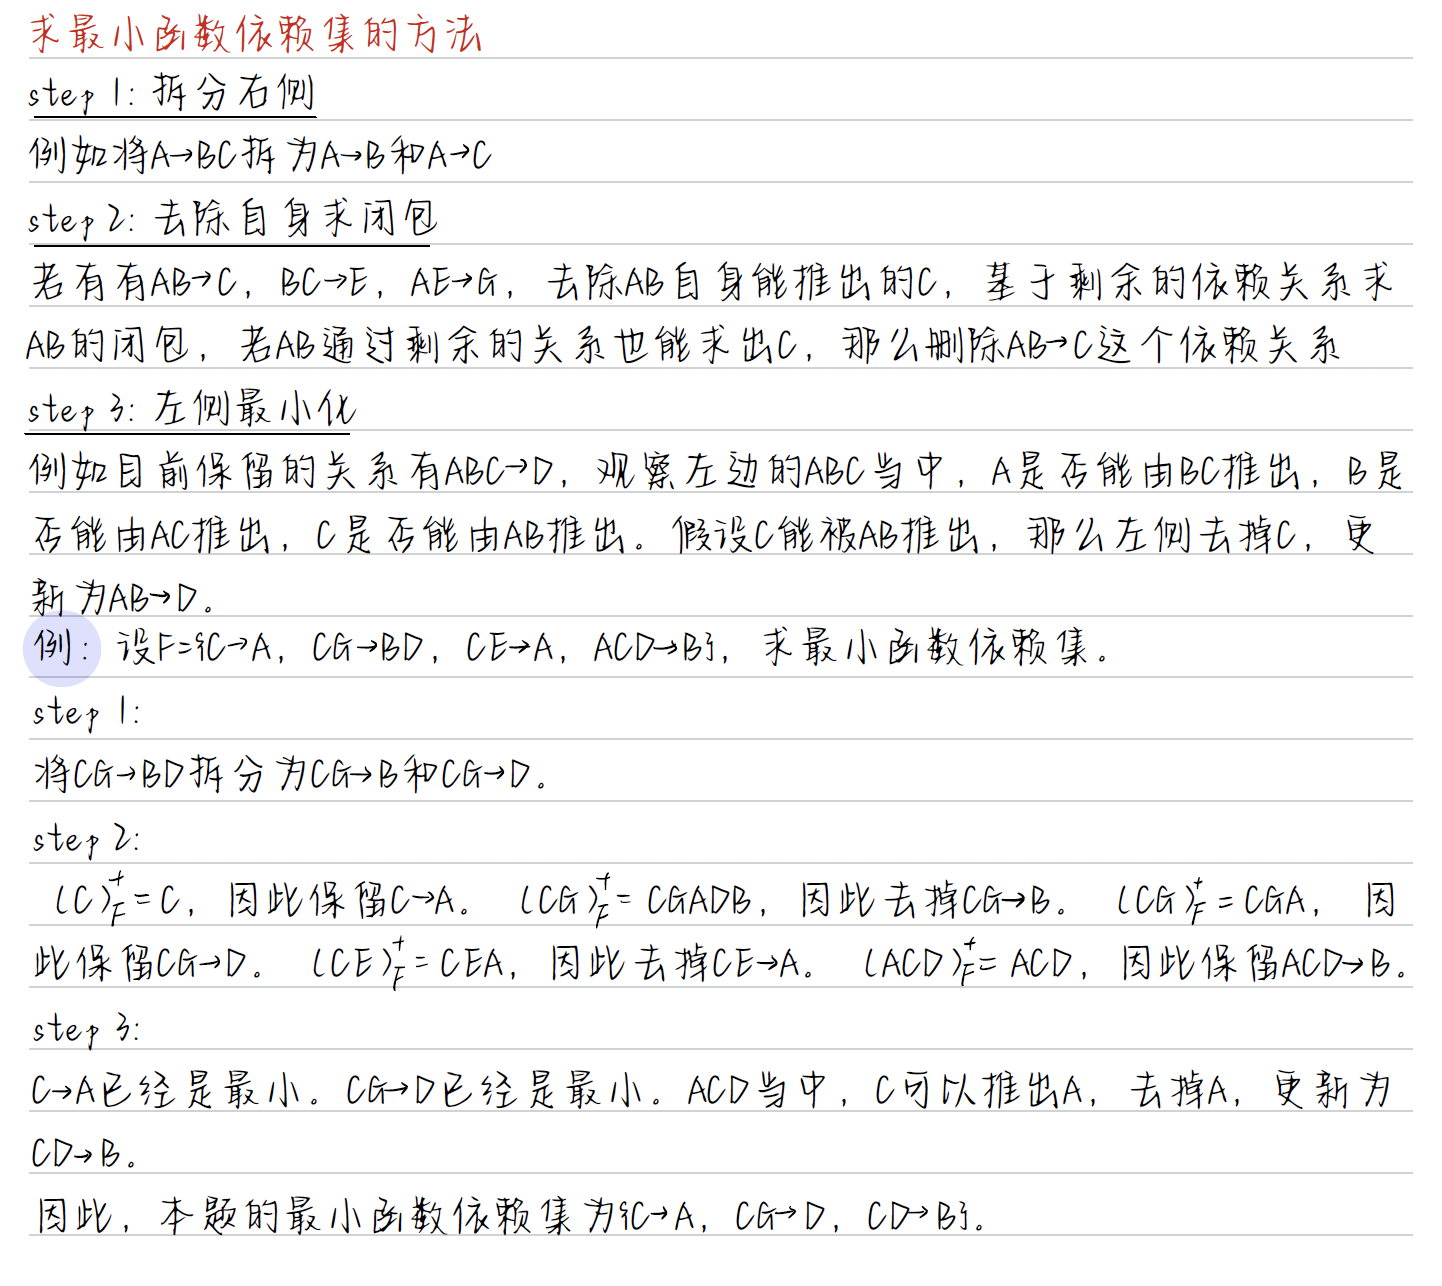 求最小函数依赖集的方法
step 1: 拆分右侧
例如将A→BC拆为A→B和A→C
step 2: 去除自身求闭包
若有有AB→C，BC→E，AE→G，去除AB自身能推出的C，基于剩余的依赖关系求
AB的闭包，若AB通过剩余的关系也能求出C，那么删除AB→C这个依赖关系
step 3: 左侧最小化
例如目前保留的关系有ABC→D，观察左边的ABC当中，A是否能由BC推出，B是
否能由AC推出，C是否能由AB推出。假设C能被AB推出，那么左侧去掉C，更
新为AB→D。
例：设F={C→A，CG→BD，CE→A，ACD→B}，求最小函数依赖集。
step 1:
将CG→BD拆分为CG→B和CG→D。
step 2:
(C)⁺F=C，因此保留C→A。 (CG)⁺F=CGADB，因此去掉CG→B。 (CG)⁺F=CGA，因
此保留CG→D。 (CE)⁺F=CEA，因此去掉CE→A。 (ACD)⁺F=ACD，因此保留ACD→B。
step 3:
C→A已经是最小。CG→D已经是最小。ACD当中，C可以推出A，去掉A，更新为
CD→B。
因此，本题的最小函数依赖集为{C→A，CG→D，CD→B}。